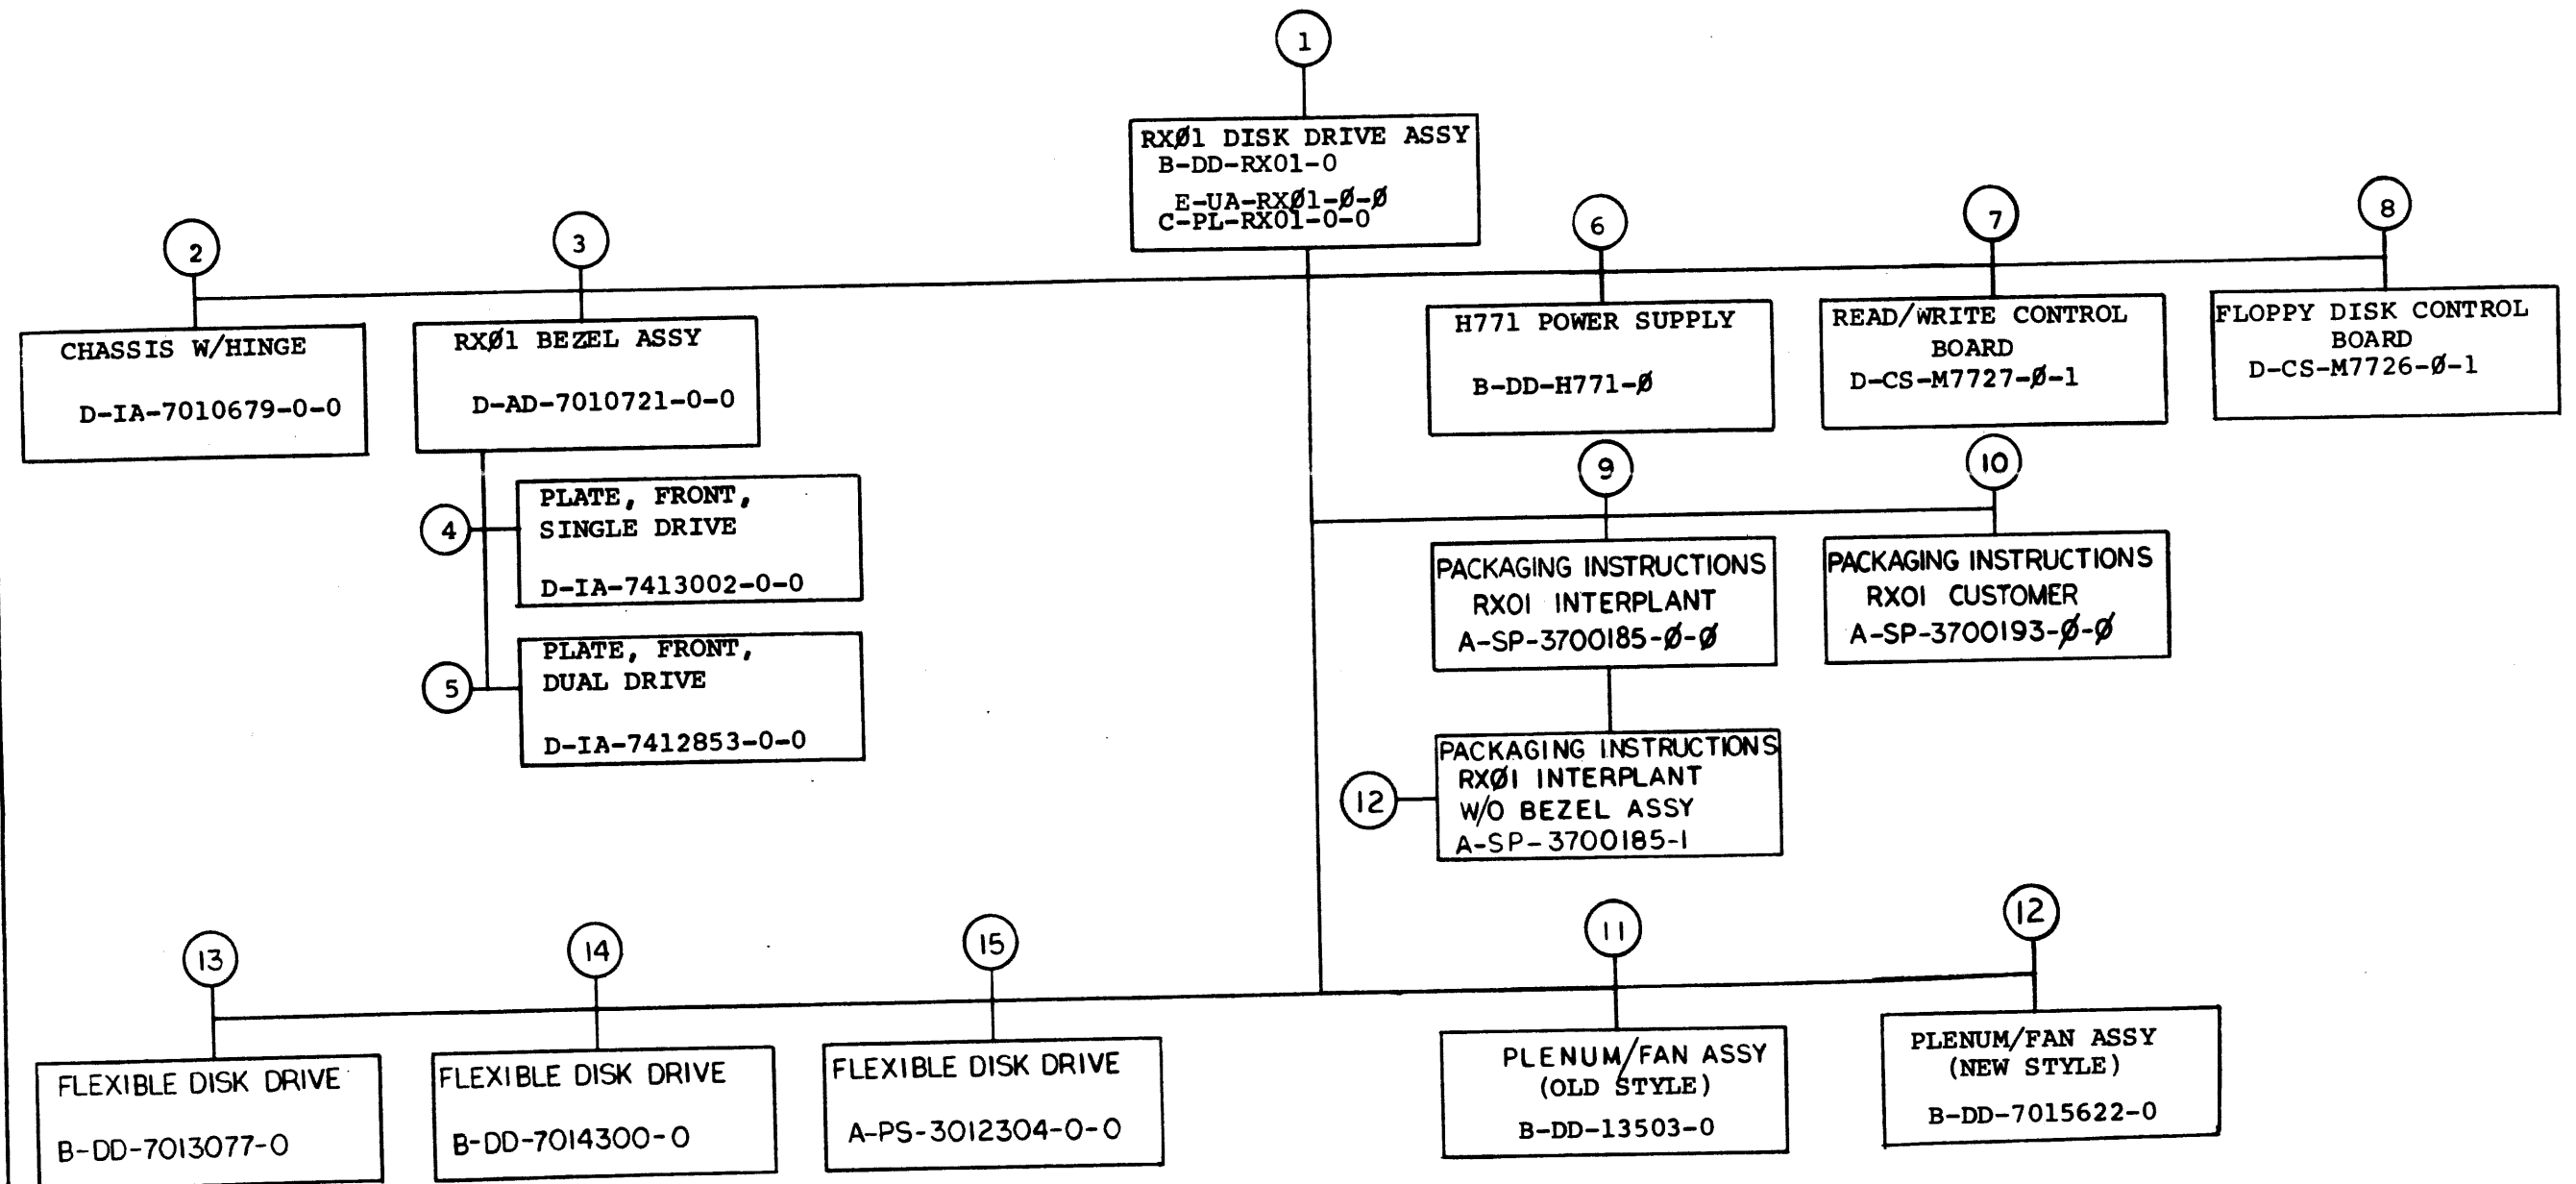 1
RXØ1 DISK DRIVE ASSY
B-DD-RX01-0
E-UA-RXØ1-Ø-Ø
C-PL-RX01-0-0
2
CHASSIS W/HINGE
D-IA-7010679-0-0
3
RXØ1 BEZEL ASSY
D-AD-7010721-0-0
4
PLATE, FRONT,
SINGLE DRIVE
D-IA-7413002-0-0
5
PLATE, FRONT,
DUAL DRIVE
D-IA-7412853-0-0
6
H771 POWER SUPPLY
B-DD-H771-Ø
7
READ/WRITE CONTROL
BOARD
D-CS-M7727-Ø-1
8
FLOPPY DISK CONTROL
BOARD
D-CS-M7726-Ø-1
9
PACKAGING INSTRUCTIONS
RX01 INTERPLANT
A-SP-3700185-Ø-Ø
10
PACKAGING INSTRUCTIONS
RX01 CUSTOMER
A-SP-3700193-Ø-Ø
12
PACKAGING INSTRUCTIONS
RXØ1 INTERPLANT
W/O BEZEL ASSY
A-SP-3700185-1
13
FLEXIBLE DISK DRIVE
B-DD-7013077-0
14
FLEXIBLE DISK DRIVE
B-DD-7014300-0
15
FLEXIBLE DISK DRIVE
A-PS-3012304-0-0
11
PLENUM/FAN ASSY
(OLD STYLE)
B-DD-13503-0
12
PLENUM/FAN ASSY
(NEW STYLE)
B-DD-7015622-0